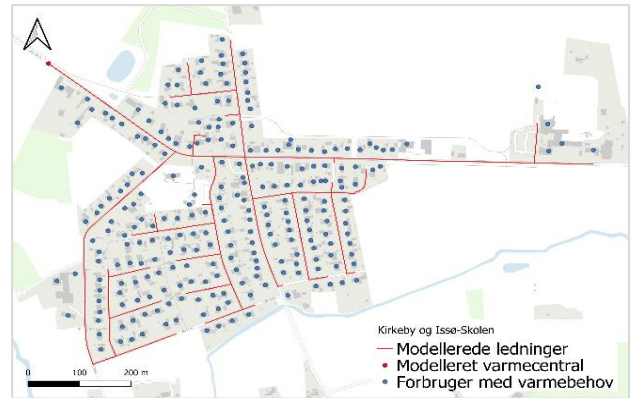 Kirkeby og Issø-Skolen
Modellerede ledninger
Modelleret varmecentral
Forbruger med varmebehov
0 100 200 m